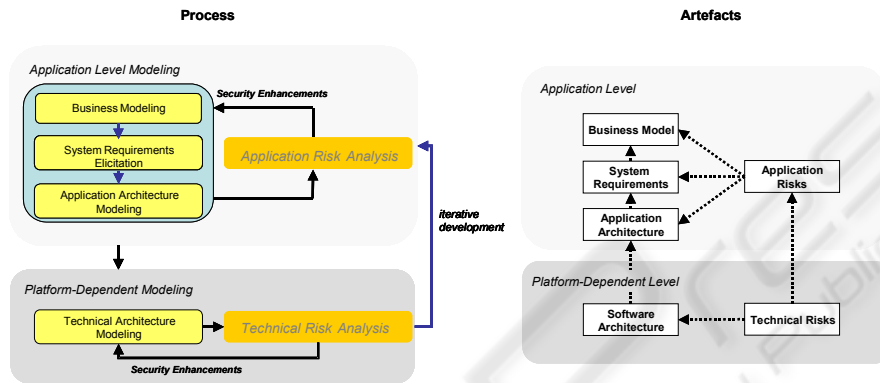 Process
Application Level Modeling
Business Modeling
System Requirements
Elicitation
Application Architecture
Modeling
Security Enhancements
Application Risk Analysis
iterative
development
Platform-Dependent Modeling
Technical Architecture
Modeling
Technical Risk Analysis
Security Enhancements
Artefacts
Application Level
Business Model
System
Requirements
Application
Architecture
Application
Risks
Platform-Dependent Level
Software
Architecture
Technical Risks